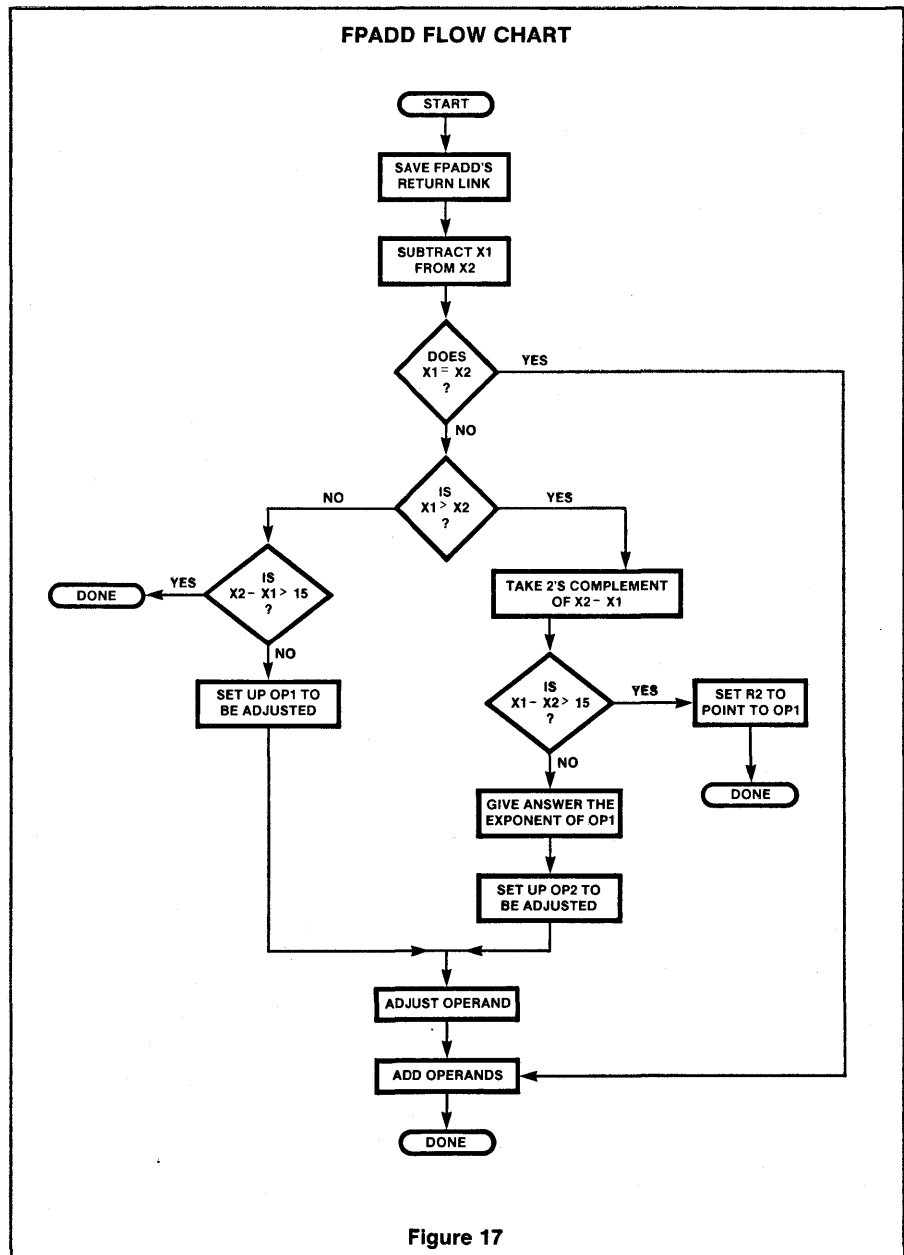 FPADD FLOW CHART
START
SAVE FPADD'S
RETURN LINK
SUBTRACT X1
FROM X2
DOES
X1 = X2
?
YES
NO
IS
X1 > X2
?
NO
YES
IS
X2 - X1 > 15
?
YES
DONE
NO
SET UP OP1 TO
BE ADJUSTED
TAKE 2'S COMPLEMENT
OF X2 - X1
IS
X1 - X2 > 15
?
YES
SET R2 TO
POINT TO OP1
DONE
NO
GIVE ANSWER THE
EXPONENT OF OP1
SET UP OP2 TO
BE ADJUSTED
ADJUST OPERAND
ADD OPERANDS
DONE
Figure 17